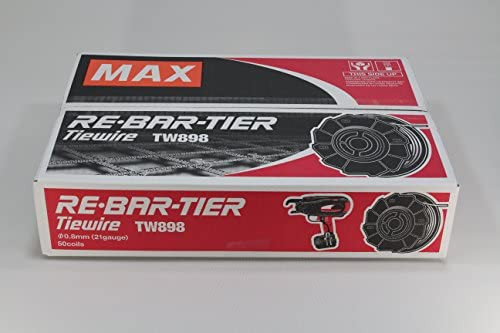 MAX
THIS SIDE UP
RE·BAR·TIER
Tiewire TW898
RE·BAR·TIER
Tiewire TW898
Φ0.8mm (21gauge)
50coils